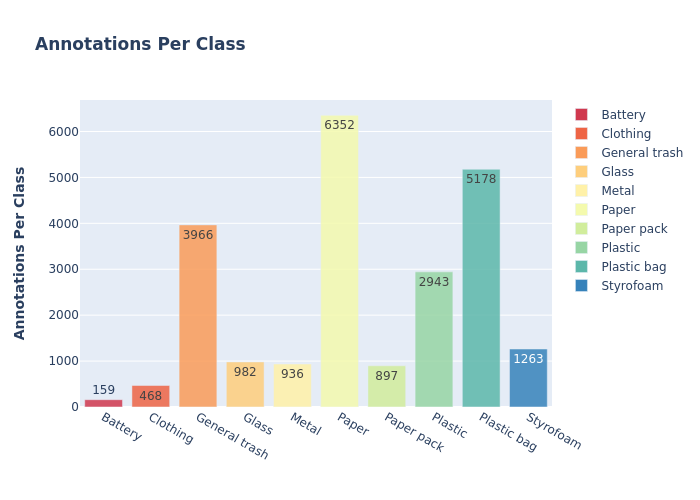 Annotations Per Class
Annotations Per Class
6000
5000
4000
3000
2000
1000
0
159
468
3966
982
936
6352
897
2943
5178
1263
Battery
Clothing
General trash
Glass
Metal
Paper
Paper pack
Plastic
Plastic bag
Styrofoam
Battery
Clothing
General trash
Glass
Metal
Paper
Paper pack
Plastic
Plastic bag
Styrofoam